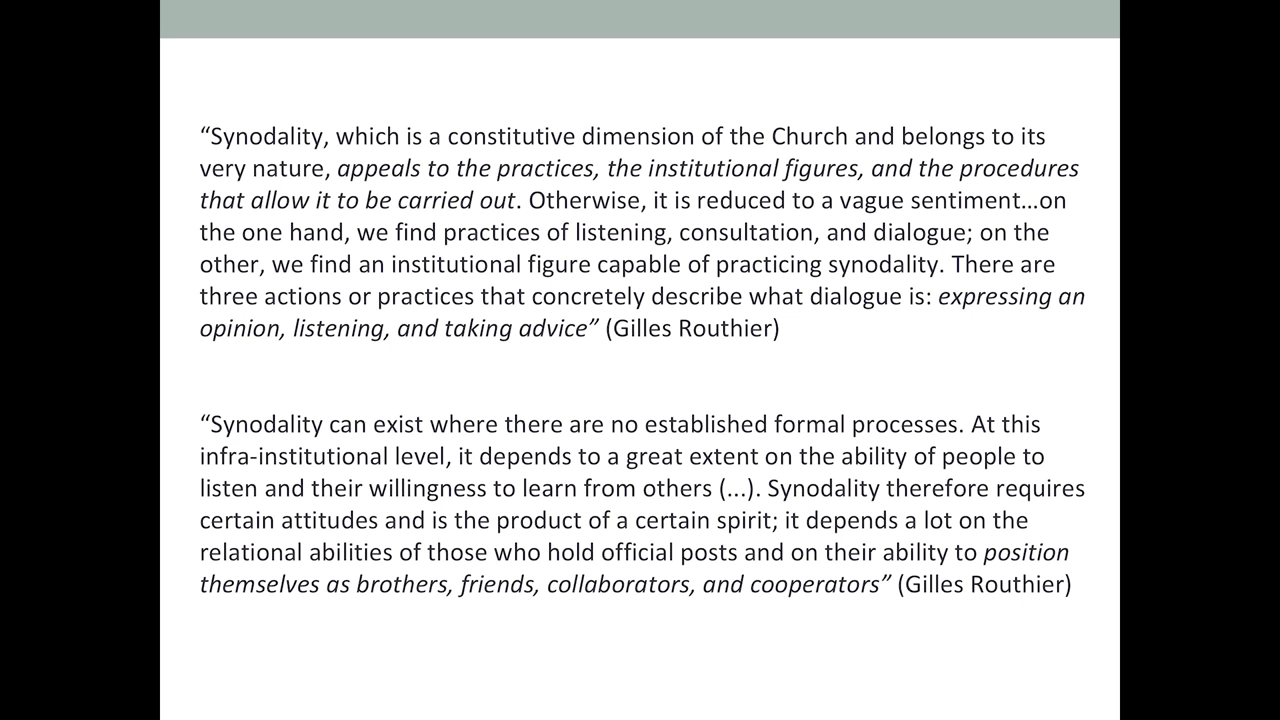 “Synodality, which is a constitutive dimension of the Church and belongs to its
very nature, appeals to the practices, the institutional figures, and the procedures
that allow it to be carried out. Otherwise, it is reduced to a vague sentiment…on
the one hand, we find practices of listening, consultation, and dialogue; on the
other, we find an institutional figure capable of practicing synodality. There are
three actions or practices that concretely describe what dialogue is: expressing an
opinion, listening, and taking advice” (Gilles Routhier)
“Synodality can exist where there are no established formal processes. At this
infra-institutional level, it depends to a great extent on the ability of people to
listen and their willingness to learn from others (...). Synodality therefore requires
certain attitudes and is the product of a certain spirit; it depends a lot on the
relational abilities of those who hold official posts and on their ability to position
themselves as brothers, friends, collaborators, and cooperators” (Gilles Routhier)